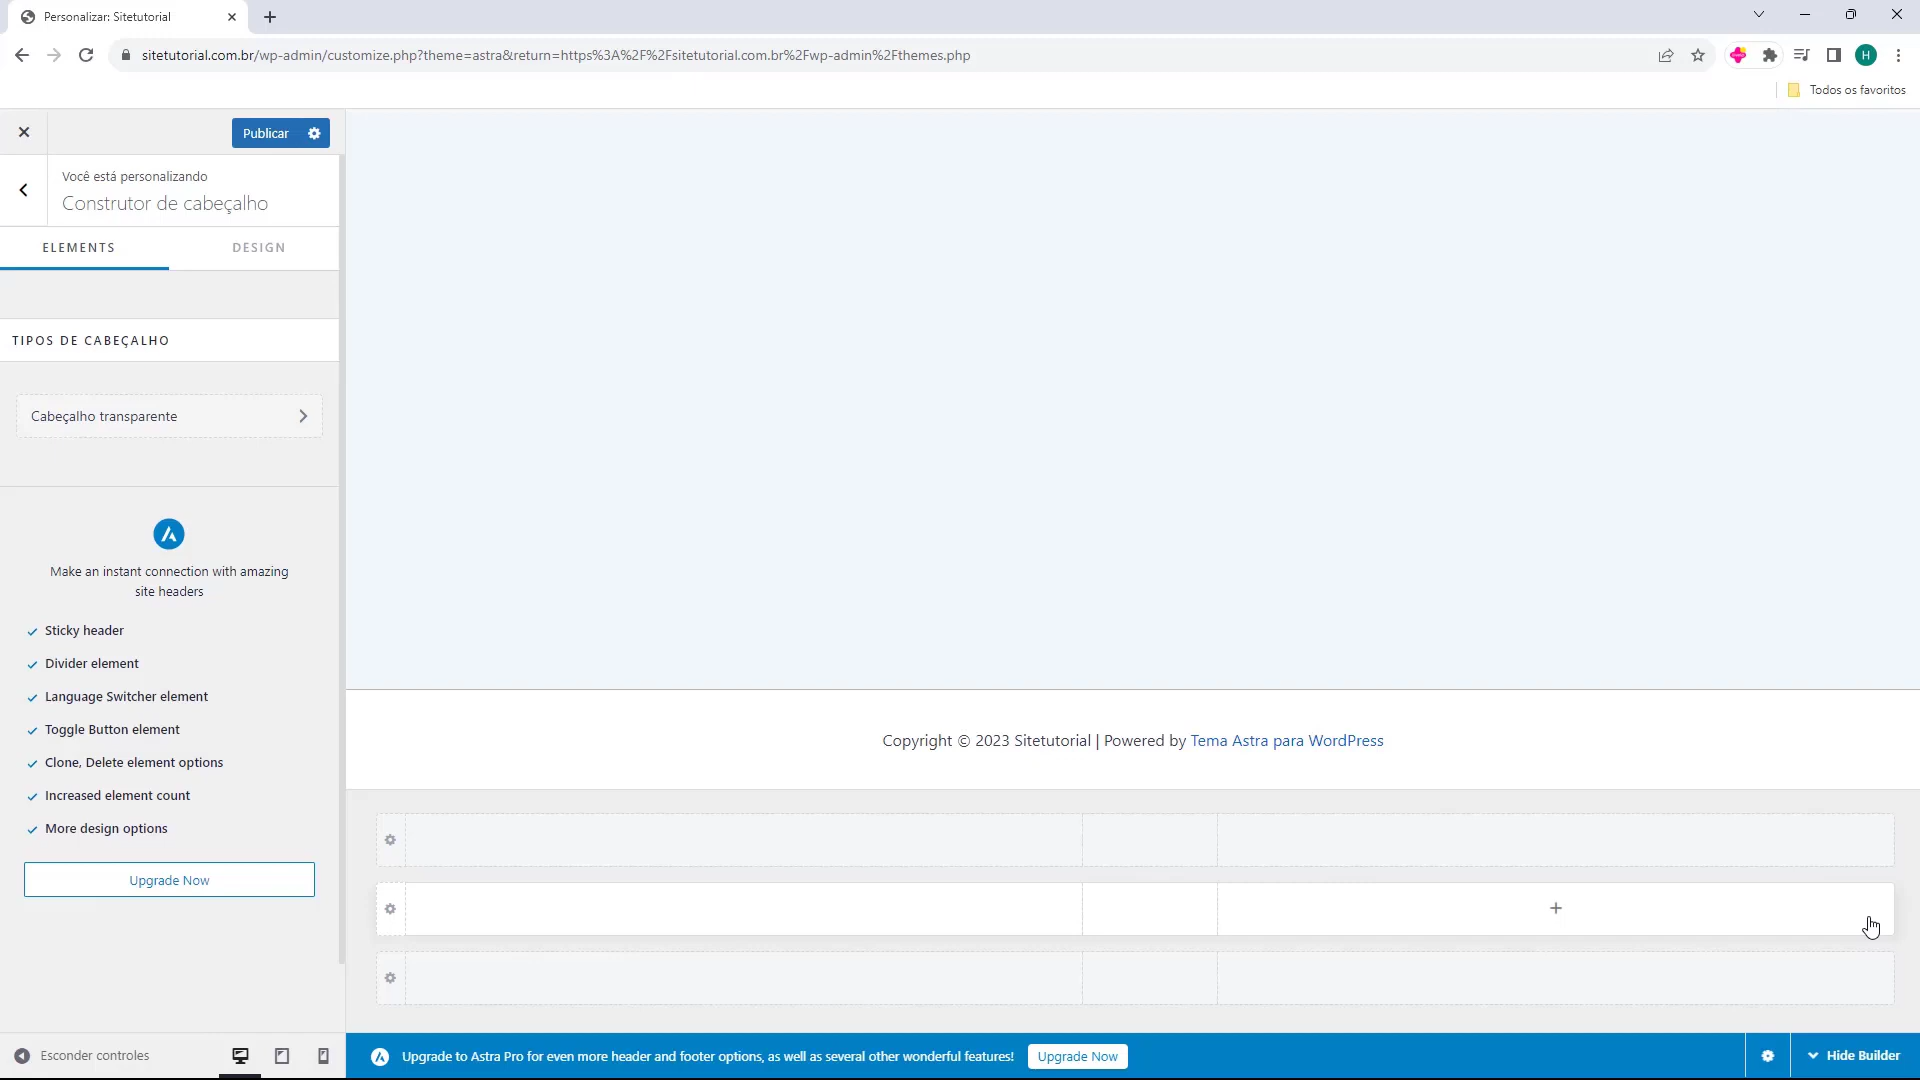 Personalizar: Sitetutorial
sitetutorial.com.br/wp-admin/customize.php?theme=astra&return=https%3A%2F%2Fsitetutorial.com.br%2Fwp-admin%2Fthemes.php
H
Todos os favoritos
Publicar
Você está personalizando
Construtor de cabeçalho
ELEMENTS
DESIGN
TIPOS DE CABEÇALHO
Cabeçalho transparente
Make an instant connection with amazing
site headers
Sticky header
Divider element
Language Switcher element
Toggle Button element
Clone, Delete element options
Increased element count
More design options
Upgrade Now
Copyright © 2023 Sitetutorial | Powered by Tema Astra para WordPress
Esconder controles
Upgrade to Astra Pro for even more header and footer options, as well as several other wonderful features!
Upgrade Now
Hide Builder